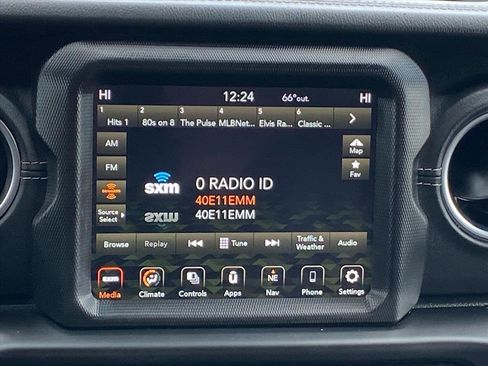 HI 12:24 66°out. HI
1 2 3 4 5 6
Hits 1 80s on 8 The Pulse MLBNet... Elvis Ra... Classic ...
AM
Map
FM
Fav
sxm 0 RADIO ID
40E11EMM
Source Select
sxm 40E11EMM
Browse Replay Tune Traffic & Weather Audio
sxm NE
Media Climate Controls Apps Nav Phone Settings